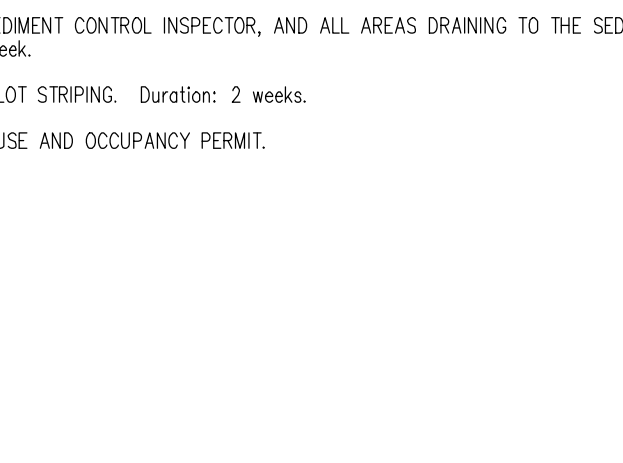 EDIMENT CONTROL INSPECTOR, AND ALL AREAS DRAINING TO THE SED
eek.
LOT STRIPING. Duration: 2 weeks.
USE AND OCCUPANCY PERMIT.